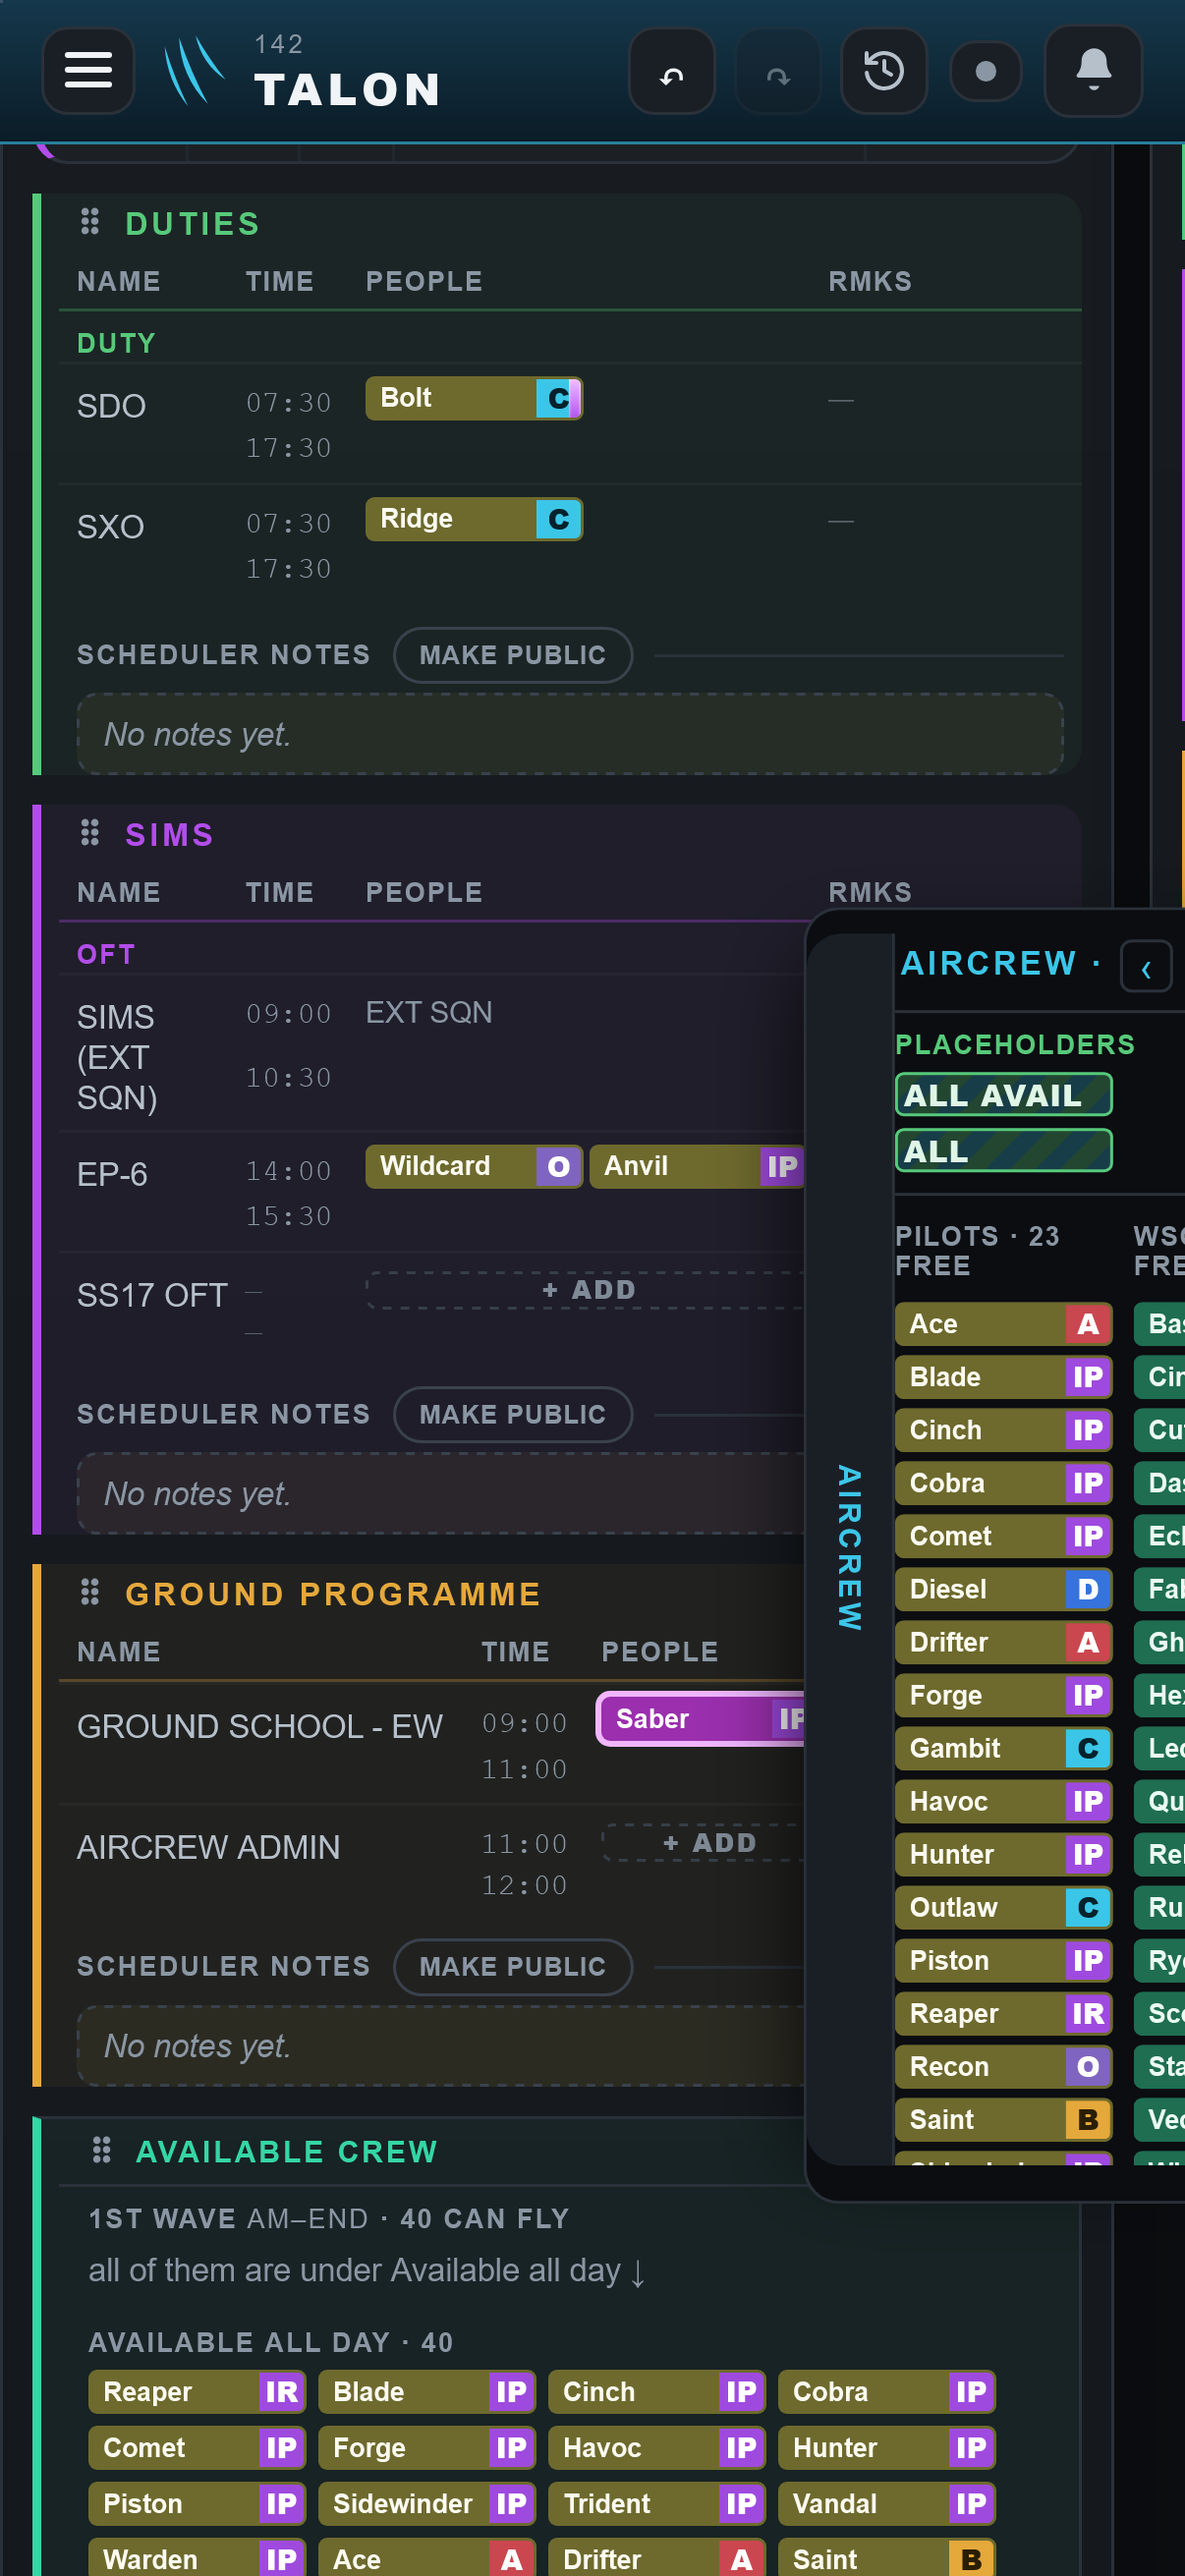 142
TALON
DUTIES
NAME TIME PEOPLE RMKS
DUTY
SDO 07:30 Bolt C —
17:30
SXO 07:30 Ridge C —
17:30
SCHEDULER NOTES MAKE PUBLIC
No notes yet.
SIMS
NAME TIME PEOPLE RMKS
OFT
SIMS 09:00 EXT SQN
(EXT
10:30
SQN)
EP-6 14:00 Wildcard O Anvil IP
15:30
SS17 OFT — + ADD
—
SCHEDULER NOTES MAKE PUBLIC
No notes yet.
GROUND PROGRAMME
NAME TIME PEOPLE
GROUND SCHOOL - EW 09:00 Saber IP
11:00
AIRCREW ADMIN 11:00 + ADD
12:00
SCHEDULER NOTES MAKE PUBLIC
No notes yet.
AIRCREW
AIRCREW · ‹
PLACEHOLDERS
ALL AVAIL
ALL
PILOTS · 23
FREE
Ace A
Blade IP
Cinch IP
Cobra IP
Comet IP
Diesel D
Drifter A
Forge IP
Gambit C
Havoc IP
Hunter IP
Outlaw C
Piston IP
Reaper IR
Recon O
Saint B
AVAILABLE CREW
1ST WAVE AM–END · 40 CAN FLY
all of them are under Available all day ↓
AVAILABLE ALL DAY · 40
Reaper IR Blade IP Cinch IP Cobra IP
Comet IP Forge IP Havoc IP Hunter IP
Piston IP Sidewinder IP Trident IP Vandal IP
Warden IP Ace A Drifter A Saint B